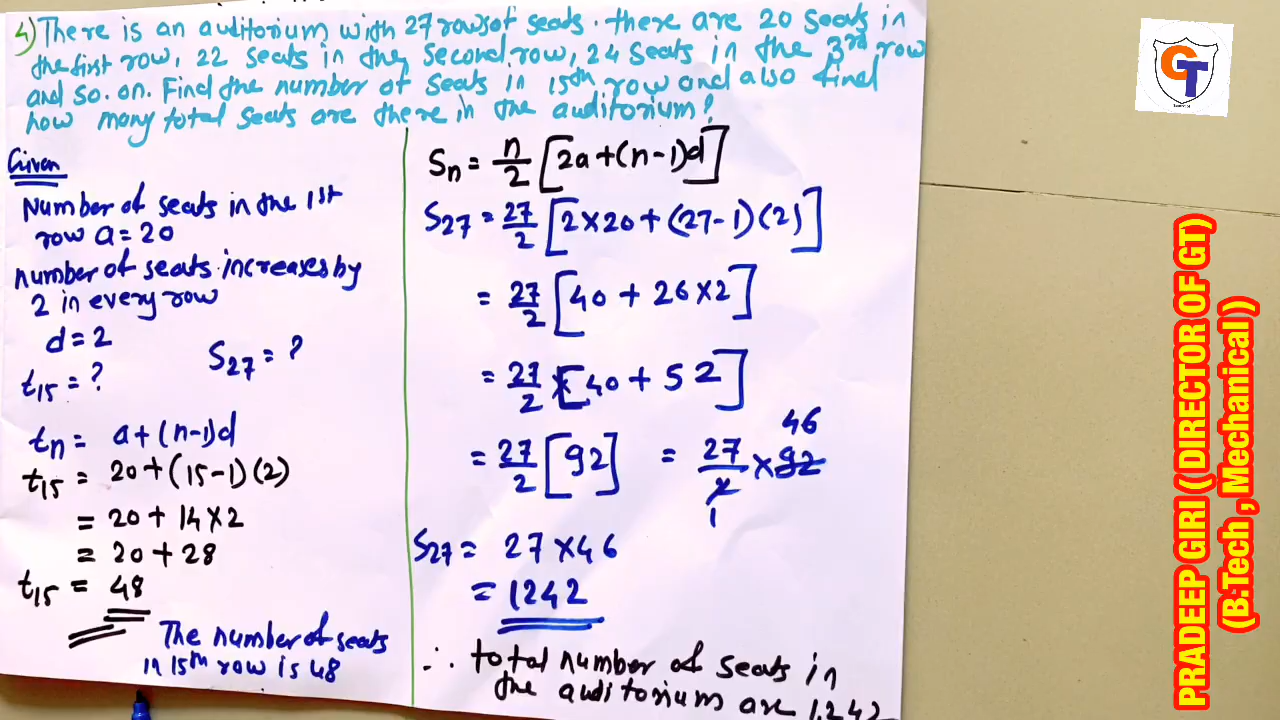 4) There is an auditorium with 27 rows of seats. there are 20 seats in
the first row, 22 seats in the second row, 24 seats in the 3rd row
and so. on. Find the number of seats in 15th row and also find
how many total seats are there in the auditorium?
Given
Number of seats in the 1st
row a = 20
number of seats increases by
2 in every row
d = 2
S27 = ?
t15 = ?
tn = a + (n-1)d
t15 = 20 + (15-1)(2)
= 20 + 14 × 2
= 20 + 28
t15 = 48
The number of seats
in 15th row is 48
Sn = n/2 [2a + (n-1)d]
S27 = 27/2 [2×20 + (27-1)(2)]
= 27/2 [40 + 26×2]
= 27/2 [40 + 52]
= 27/2 [92] = 27/2 × 92
46
1
S27 = 27 × 46
= 1242
∴ total number of seats in
the auditorium are 1242
GT
PRADEEP GIRI ( DIRECTOR OF GT)
(B.Tech , Mechanical )